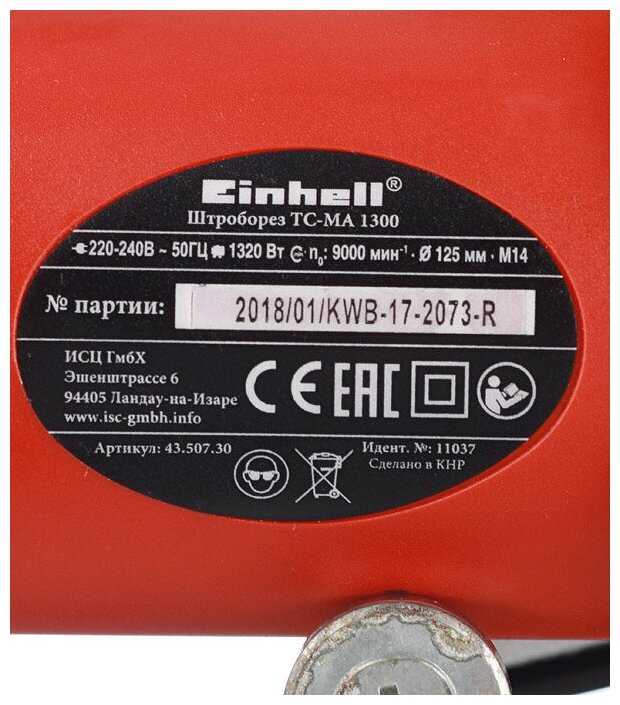 Einhell®
Штроборез TC-MA 1300
220-240В ~ 50ГЦ 1320 Вт n₀: 9000 мин⁻¹ · Ø 125 мм · M14
№ партии: 2018/01/KWB-17-2073-R
ИСЦ ГмбХ
Эшенштрассе 6
94405 Ландау-на-Изаре
www.isc-gmbh.info
CE EAC
Артикул: 43.507.30
Идент. №: 11037
Сделано в КНР